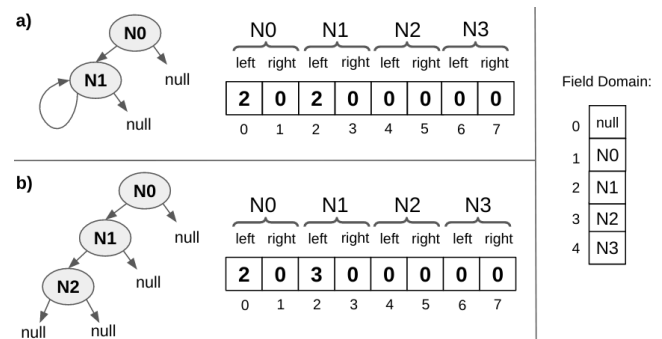 a)
N0
N1
null
null
N0 N1 N2 N3
left right left right left right left right
2 0 2 0 0 0 0 0
0 1 2 3 4 5 6 7
b)
N0
N1
null
N2
null
null null
N0 N1 N2 N3
left right left right left right left right
2 0 3 0 0 0 0 0
0 1 2 3 4 5 6 7
Field Domain:
0 null
1 N0
2 N1
3 N2
4 N3